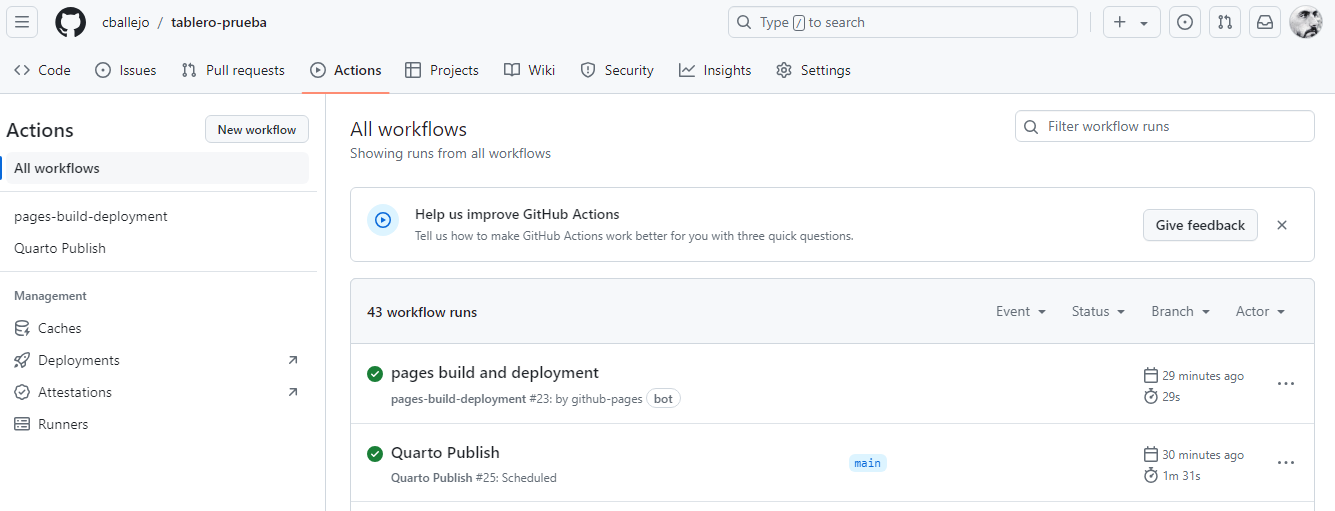 cballejo / tablero-prueba
Type / to search
Code
Issues
Pull requests
Actions
Projects
Wiki
Security
Insights
Settings
Actions
New workflow
All workflows
pages-build-deployment
Quarto Publish
Management
Caches
Deployments
Attestations
Runners
All workflows
Showing runs from all workflows
Filter workflow runs
Help us improve GitHub Actions
Tell us how to make GitHub Actions work better for you with three quick questions.
Give feedback
43 workflow runs
Event
Status
Branch
Actor
pages build and deployment
pages-build-deployment #23: by github-pages bot
29 minutes ago
29s
Quarto Publish
Quarto Publish #25: Scheduled
main
30 minutes ago
1m 31s